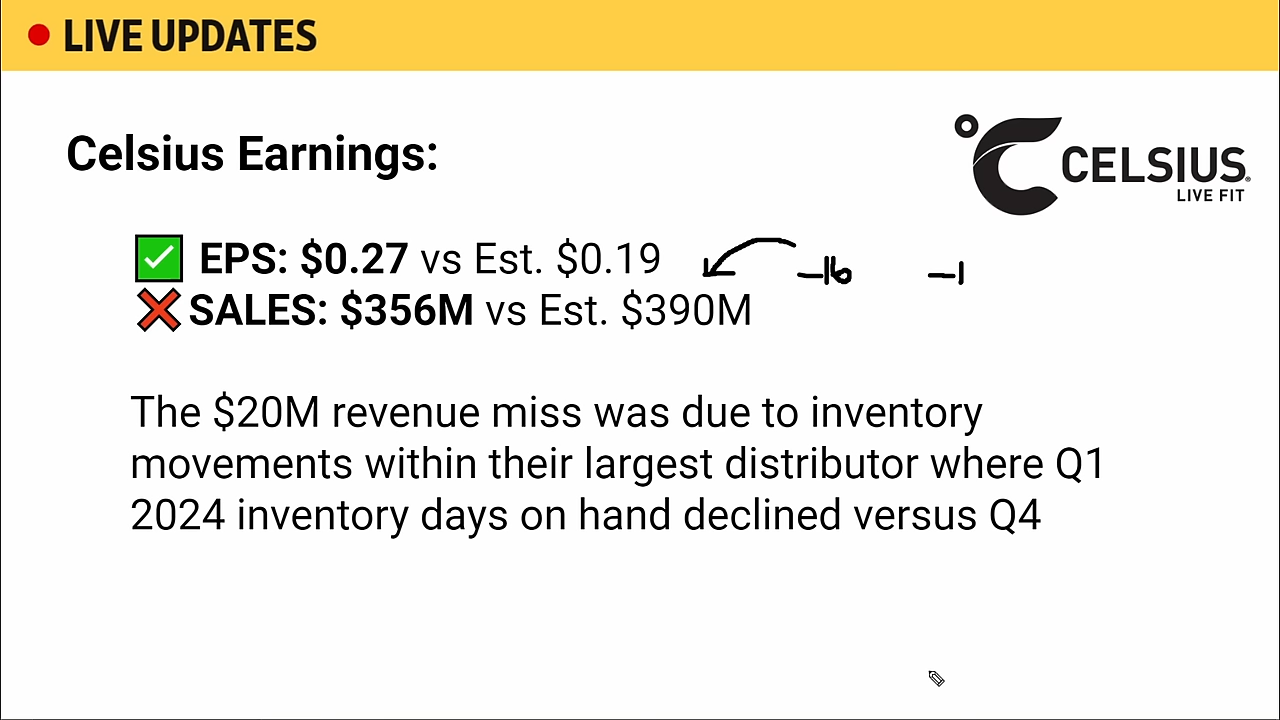 LIVE UPDATES
CELSIUS®
LIVE FIT
Celsius Earnings:
✅ EPS: $0.27 vs Est. $0.19 -16 -1
❌ SALES: $356M vs Est. $390M
The $20M revenue miss was due to inventory
movements within their largest distributor where Q1
2024 inventory days on hand declined versus Q4